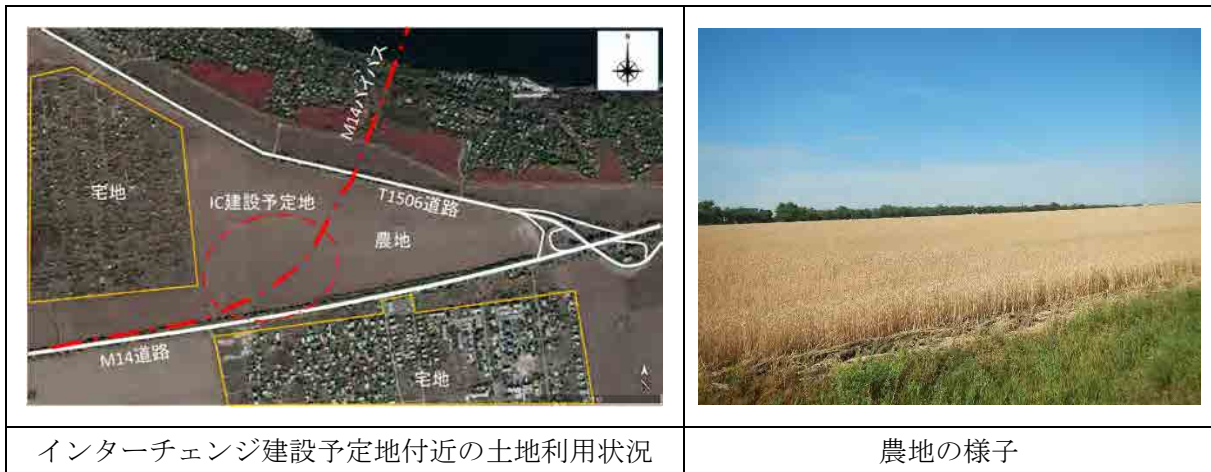 N
M14バイパス
宅地
IC建設予定地
T1506道路
農地
M14道路
宅地
インターチェンジ建設予定地付近の土地利用状況
農地の様子